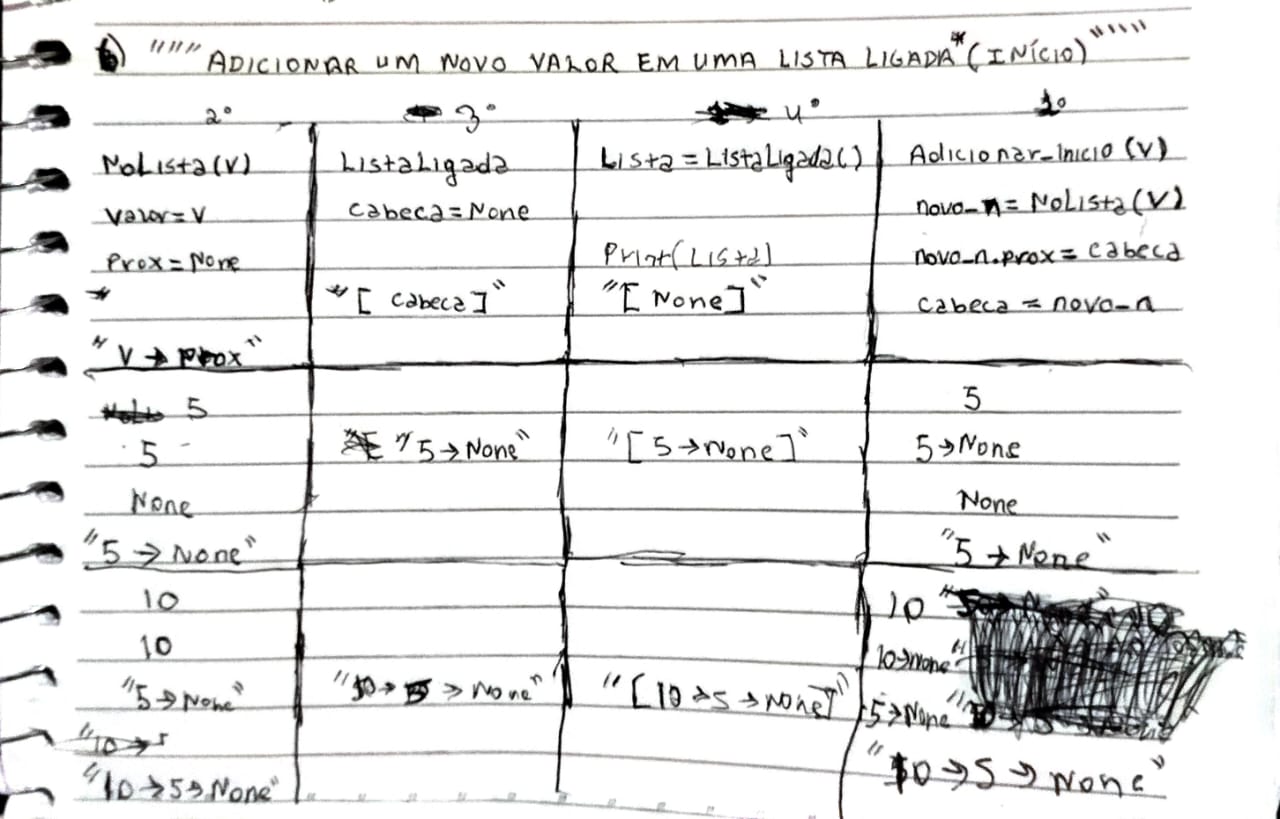 6) """" ADICIONAR UM NOVO VALOR EM UMA LISTA LIGADA* (INÍCIO) """"
2° 3° 4° 1°
NoLista(V) ListaLigada Lista = ListaLigada() Adicionar_Inicio (V)
Valor = V cabeca = None novo_n = NoLista(V)
Prox = None Print(Lista) novo_n.prox = cabeca
"[ cabeca ]" "[ None ]" cabeca = novo_n
" V → prox "
5 5
5 "5 → None" "[ 5 → None ]" 5 → None
None None
"5 → None" "5 → None"
10 10
10 10 → None
"5 → None" "10 → 5 → None" "[ 10 → 5 → None ]" 5 → None
"10 → 5 → None" "10 → 5 → None"